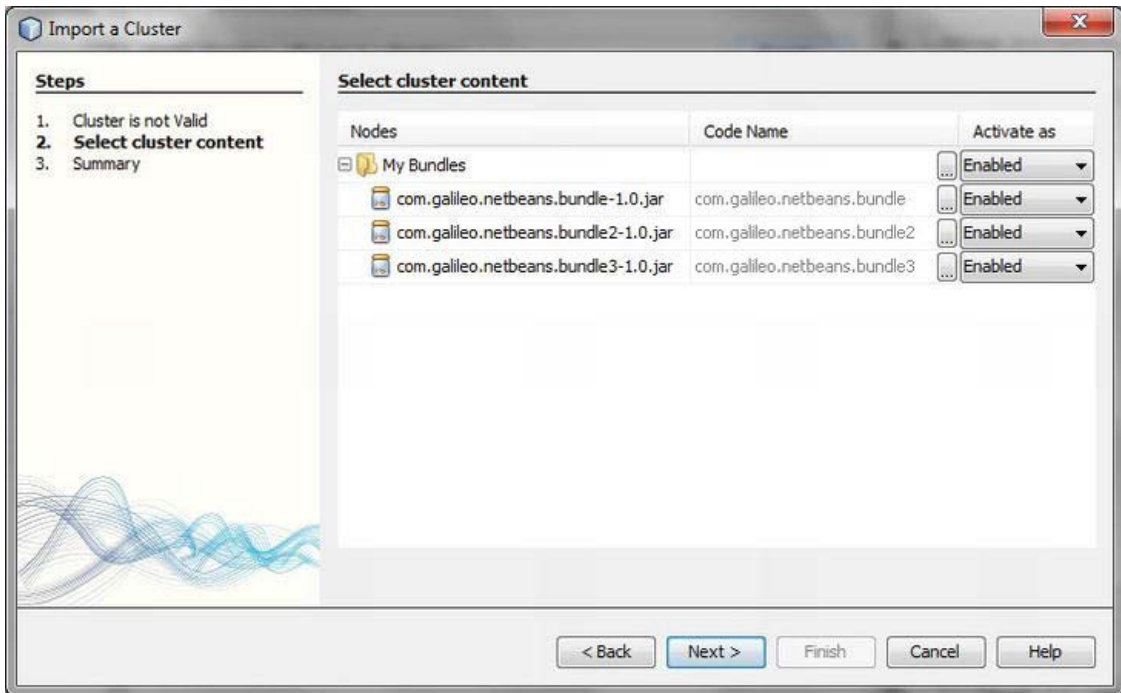 Import a Cluster
Steps
1. Cluster is not Valid
2. Select cluster content
3. Summary
Select cluster content
Nodes Code Name Activate as
My Bundles ... Enabled
com.galileo.netbeans.bundle-1.0.jar com.galileo.netbeans.bundle ... Enabled
com.galileo.netbeans.bundle2-1.0.jar com.galileo.netbeans.bundle2 ... Enabled
com.galileo.netbeans.bundle3-1.0.jar com.galileo.netbeans.bundle3 ... Enabled
< Back Next > Finish Cancel Help